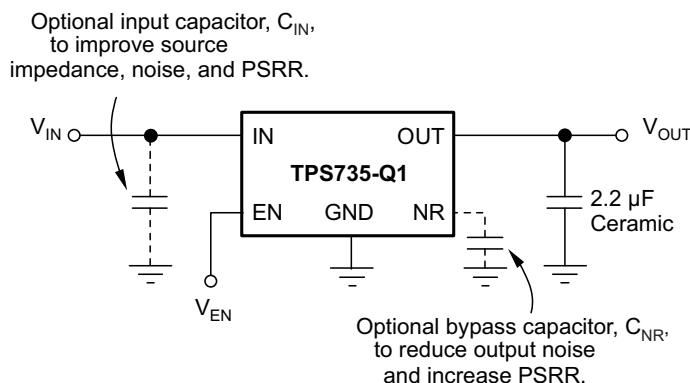 Optional input capacitor, C_IN,
to improve source
impedance, noise, and PSRR.
V_IN
IN
OUT
V_OUT
TPS735-Q1
EN
GND
NR
2.2 µF
Ceramic
V_EN
Optional bypass capacitor, C_NR,
to reduce output noise
and increase PSRR.